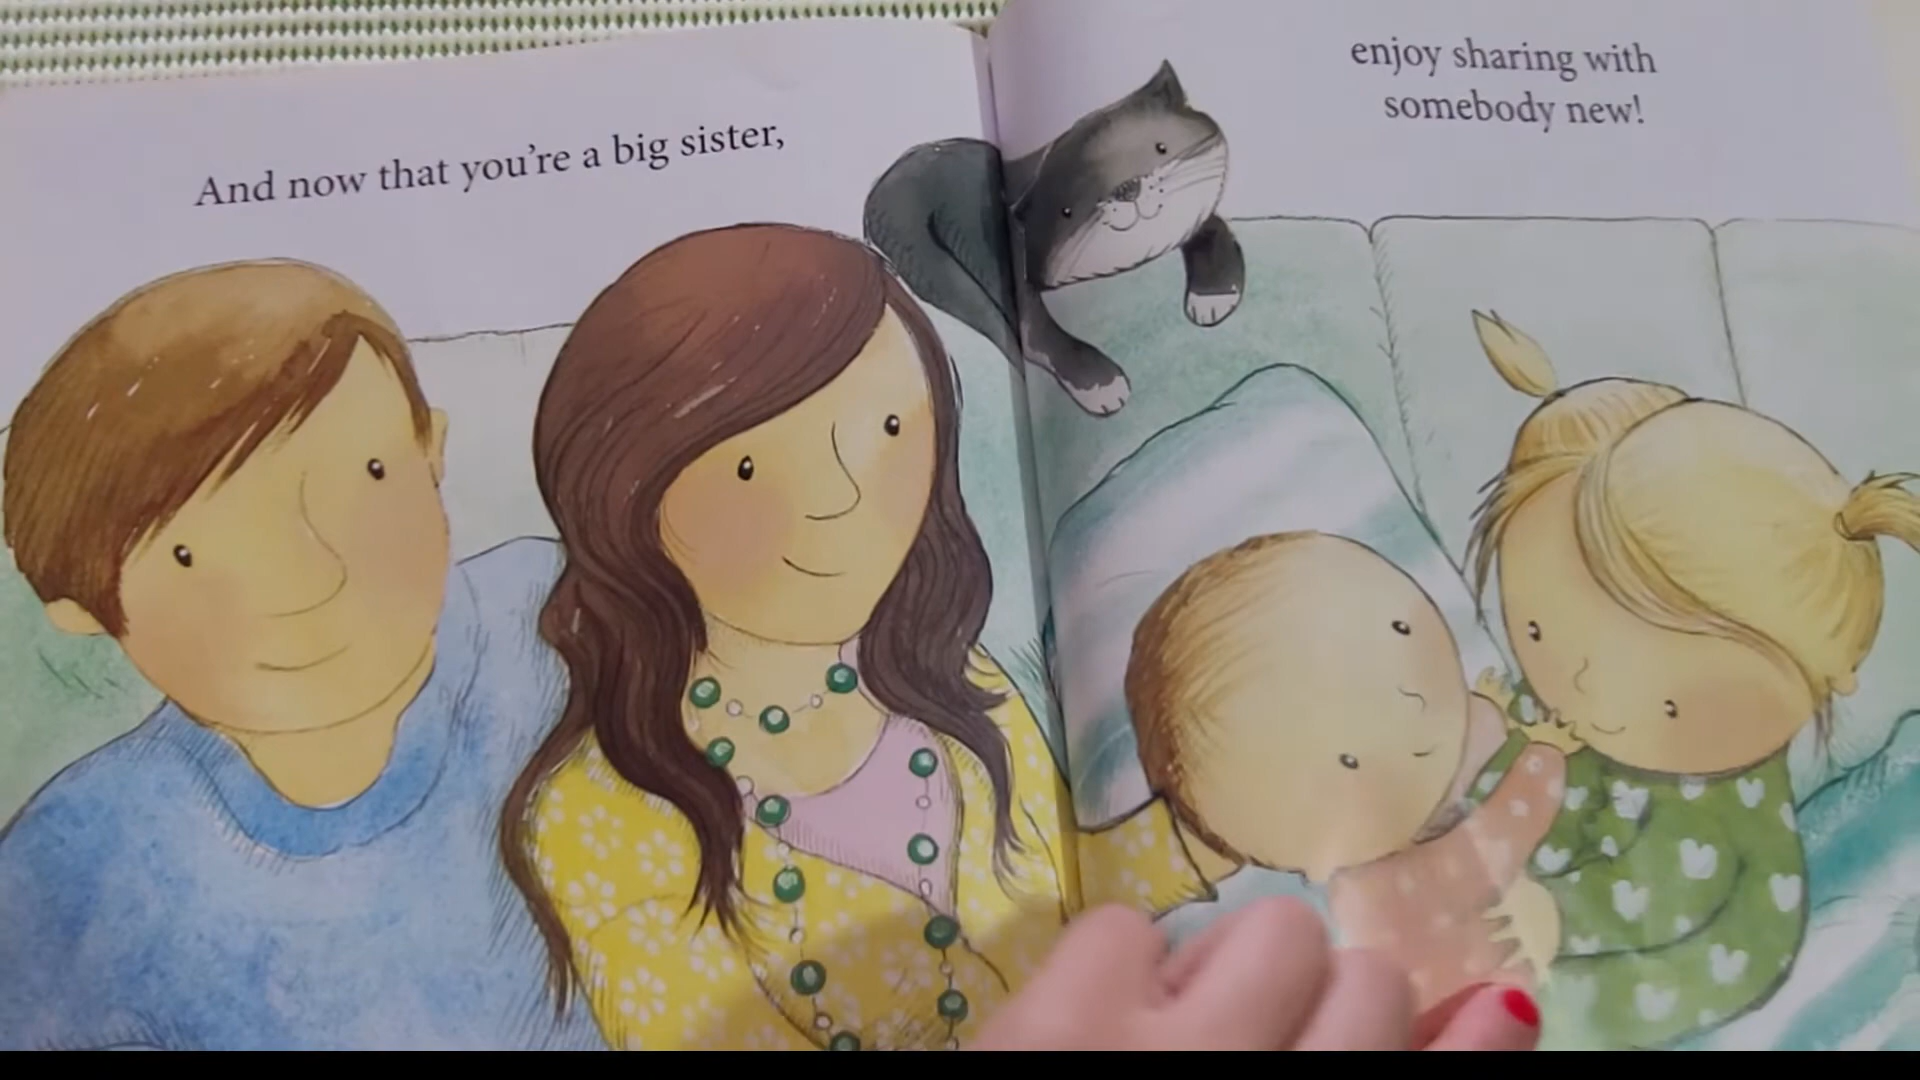 And now that you're a big sister,
enjoy sharing with
somebody new!